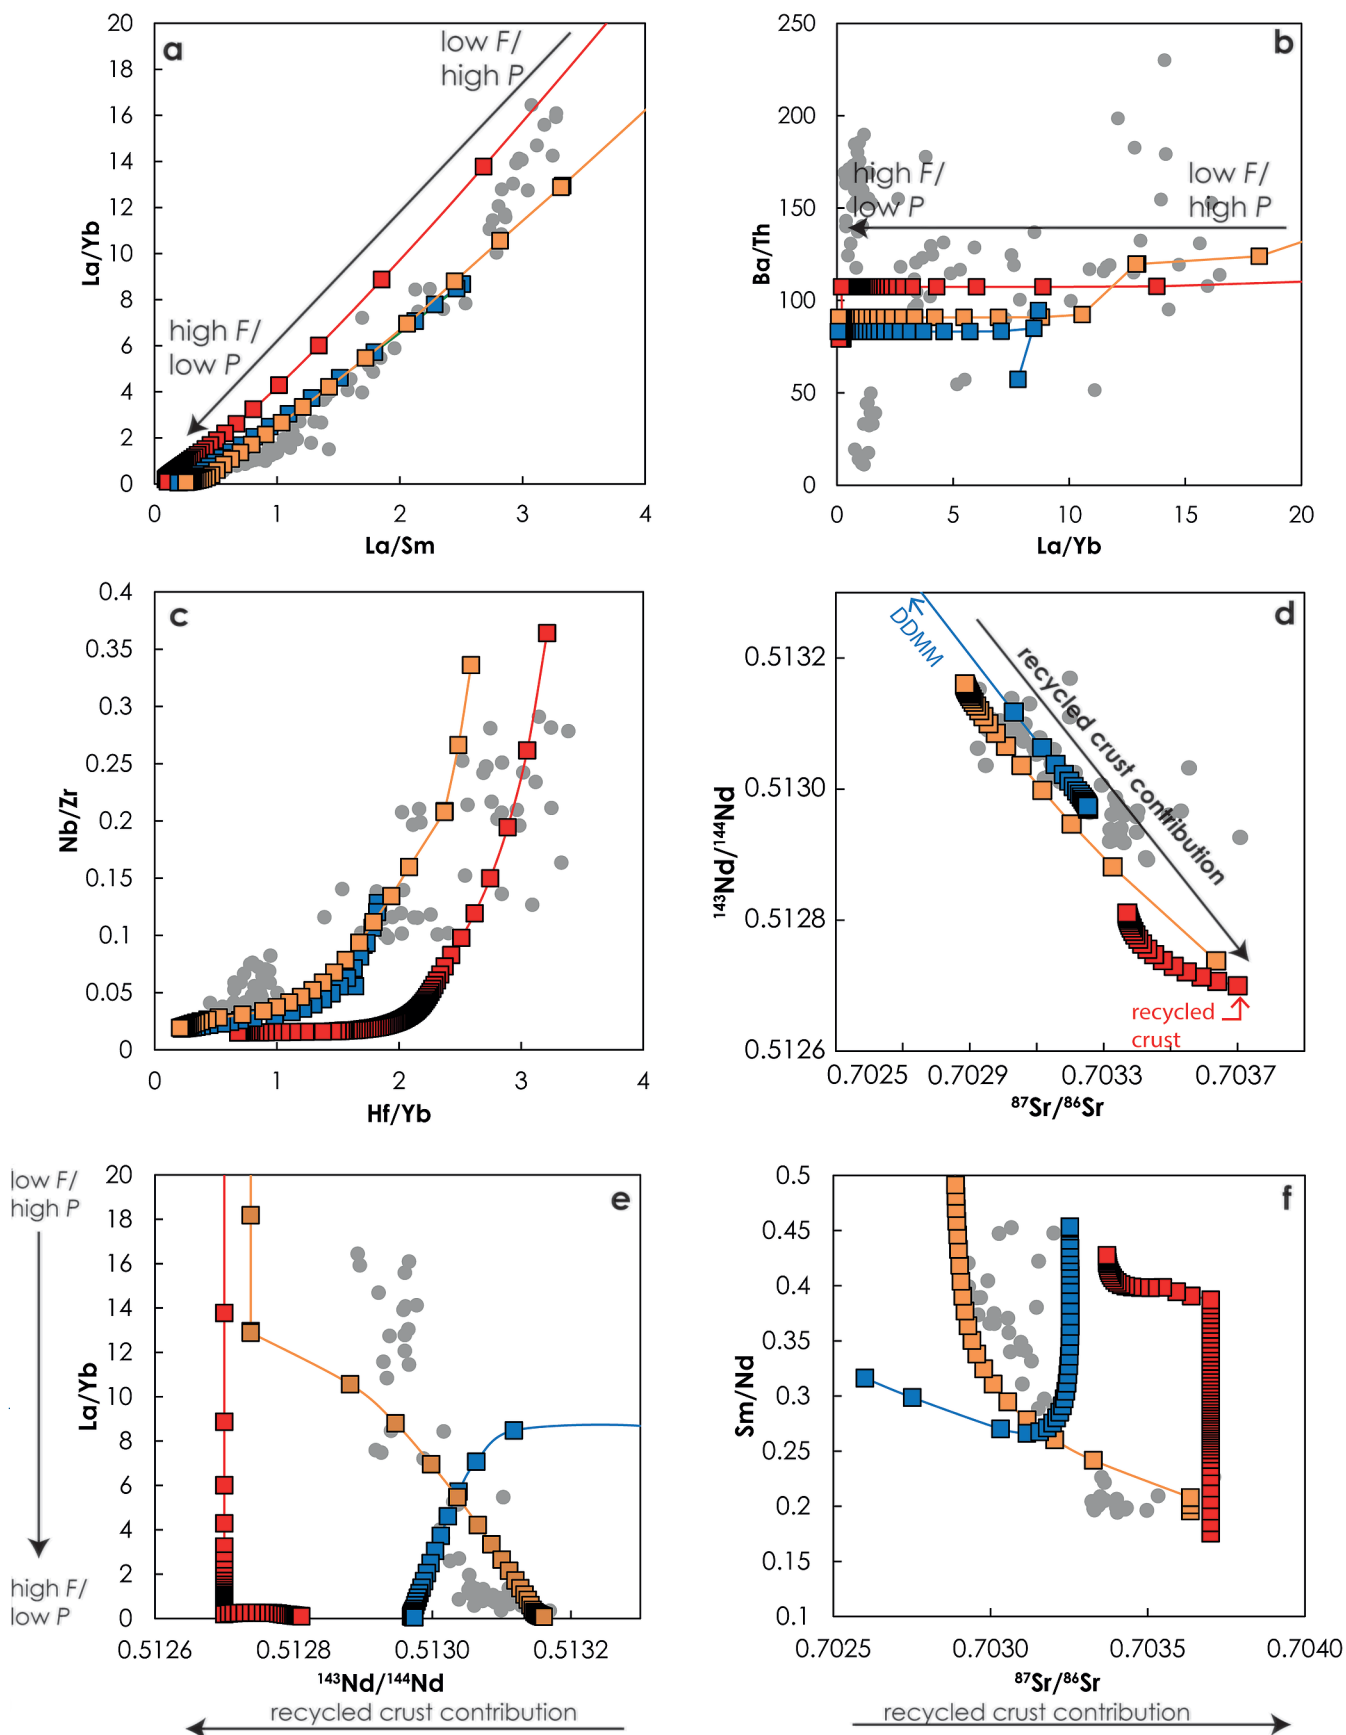 a
20
18
16
14
12
10
8
6
4
2
0
La/Yb
low F/
high P
high F/
low P
0 1 2 3 4
La/Sm
b
250
200
150
100
50
0
Ba/Th
high F/
low P
low F/
high P
0 5 10 15 20
La/Yb
c
0.4
0.35
0.3
0.25
0.2
0.15
0.1
0.05
0
Nb/Zr
0 1 2 3 4
Hf/Yb
d
0.5132
0.5130
0.5128
0.5126
¹⁴³Nd/¹⁴⁴Nd
DDMM
recycled crust contribution
recycled
crust
0.7025 0.7029 0.7033 0.7037
⁸⁷Sr/⁸⁶Sr
low F/
high P
high F/
low P
e
20
18
16
14
12
10
8
6
4
2
0
La/Yb
0.5126 0.5128 0.5130 0.5132
¹⁴³Nd/¹⁴⁴Nd
recycled crust contribution
f
0.5
0.45
0.4
0.35
0.3
0.25
0.2
0.15
0.1
Sm/Nd
0.7025 0.7030 0.7035 0.7040
⁸⁷Sr/⁸⁶Sr
recycled crust contribution